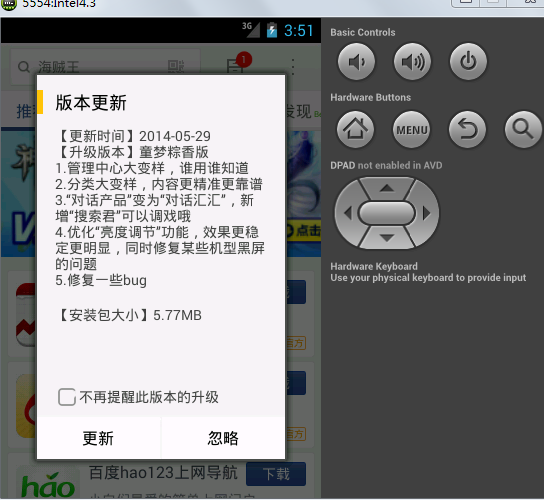 5554:Intel4.3
3G 3:51
海贼王
1
发现
版本更新
【更新时间】2014-05-29
【升级版本】童梦粽香版
1.管理中心大变样，谁用谁知道
2.分类大变样，内容更精准更靠谱
3.“对话产品”变为“对话汇汇”，新
增“搜索君”可以调戏哦
4.优化“亮度调节”功能，效果更稳
定更明显，同时修复某些机型黑屏
的问题
5.修复一些bug
【安装包大小】5.77MB
不再提醒此版本的升级
更新 忽略
点击
官方
官方
hao
百度hao123上网导航
下载
Basic Controls
Hardware Buttons
MENU
DPAD not enabled in AVD
Hardware Keyboard
Use your physical keyboard to provide input